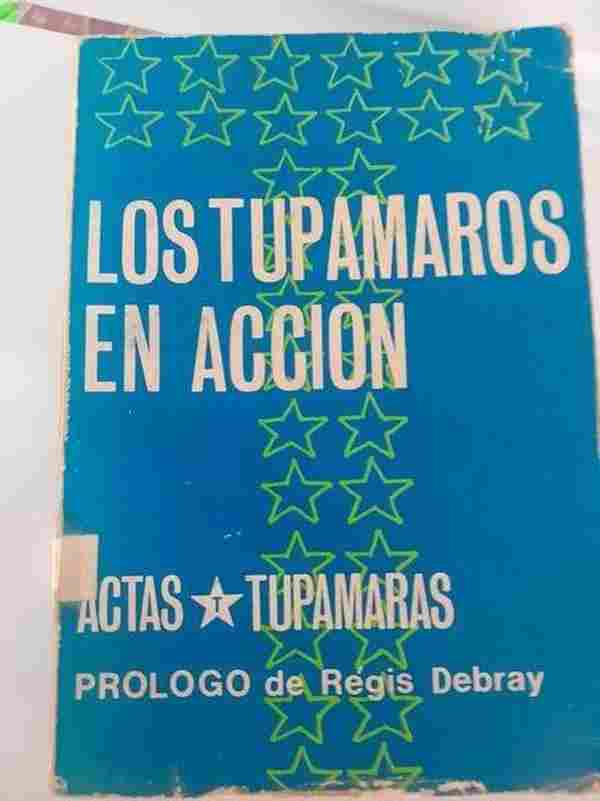 LOS TUPAMAROS
EN ACCION
ACTAS T TUPAMARAS
PROLOGO de Régis Debray